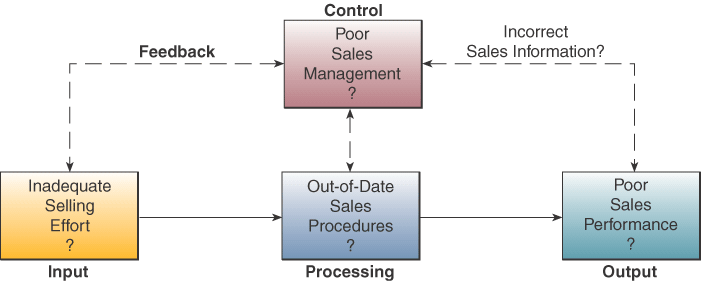 Control
Poor
Sales
Management
?
Feedback
Incorrect
Sales Information?
Inadequate
Selling
Effort
?
Input
Out-of-Date
Sales
Procedures
?
Processing
Poor
Sales
Performance
?
Output